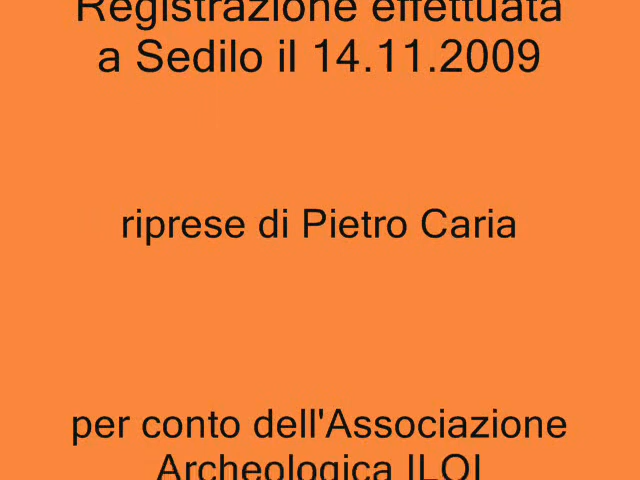 Registrazione effettuata
a Sedilo il 14.11.2009
riprese di Pietro Caria
per conto dell'Associazione
Archeologica ILOI